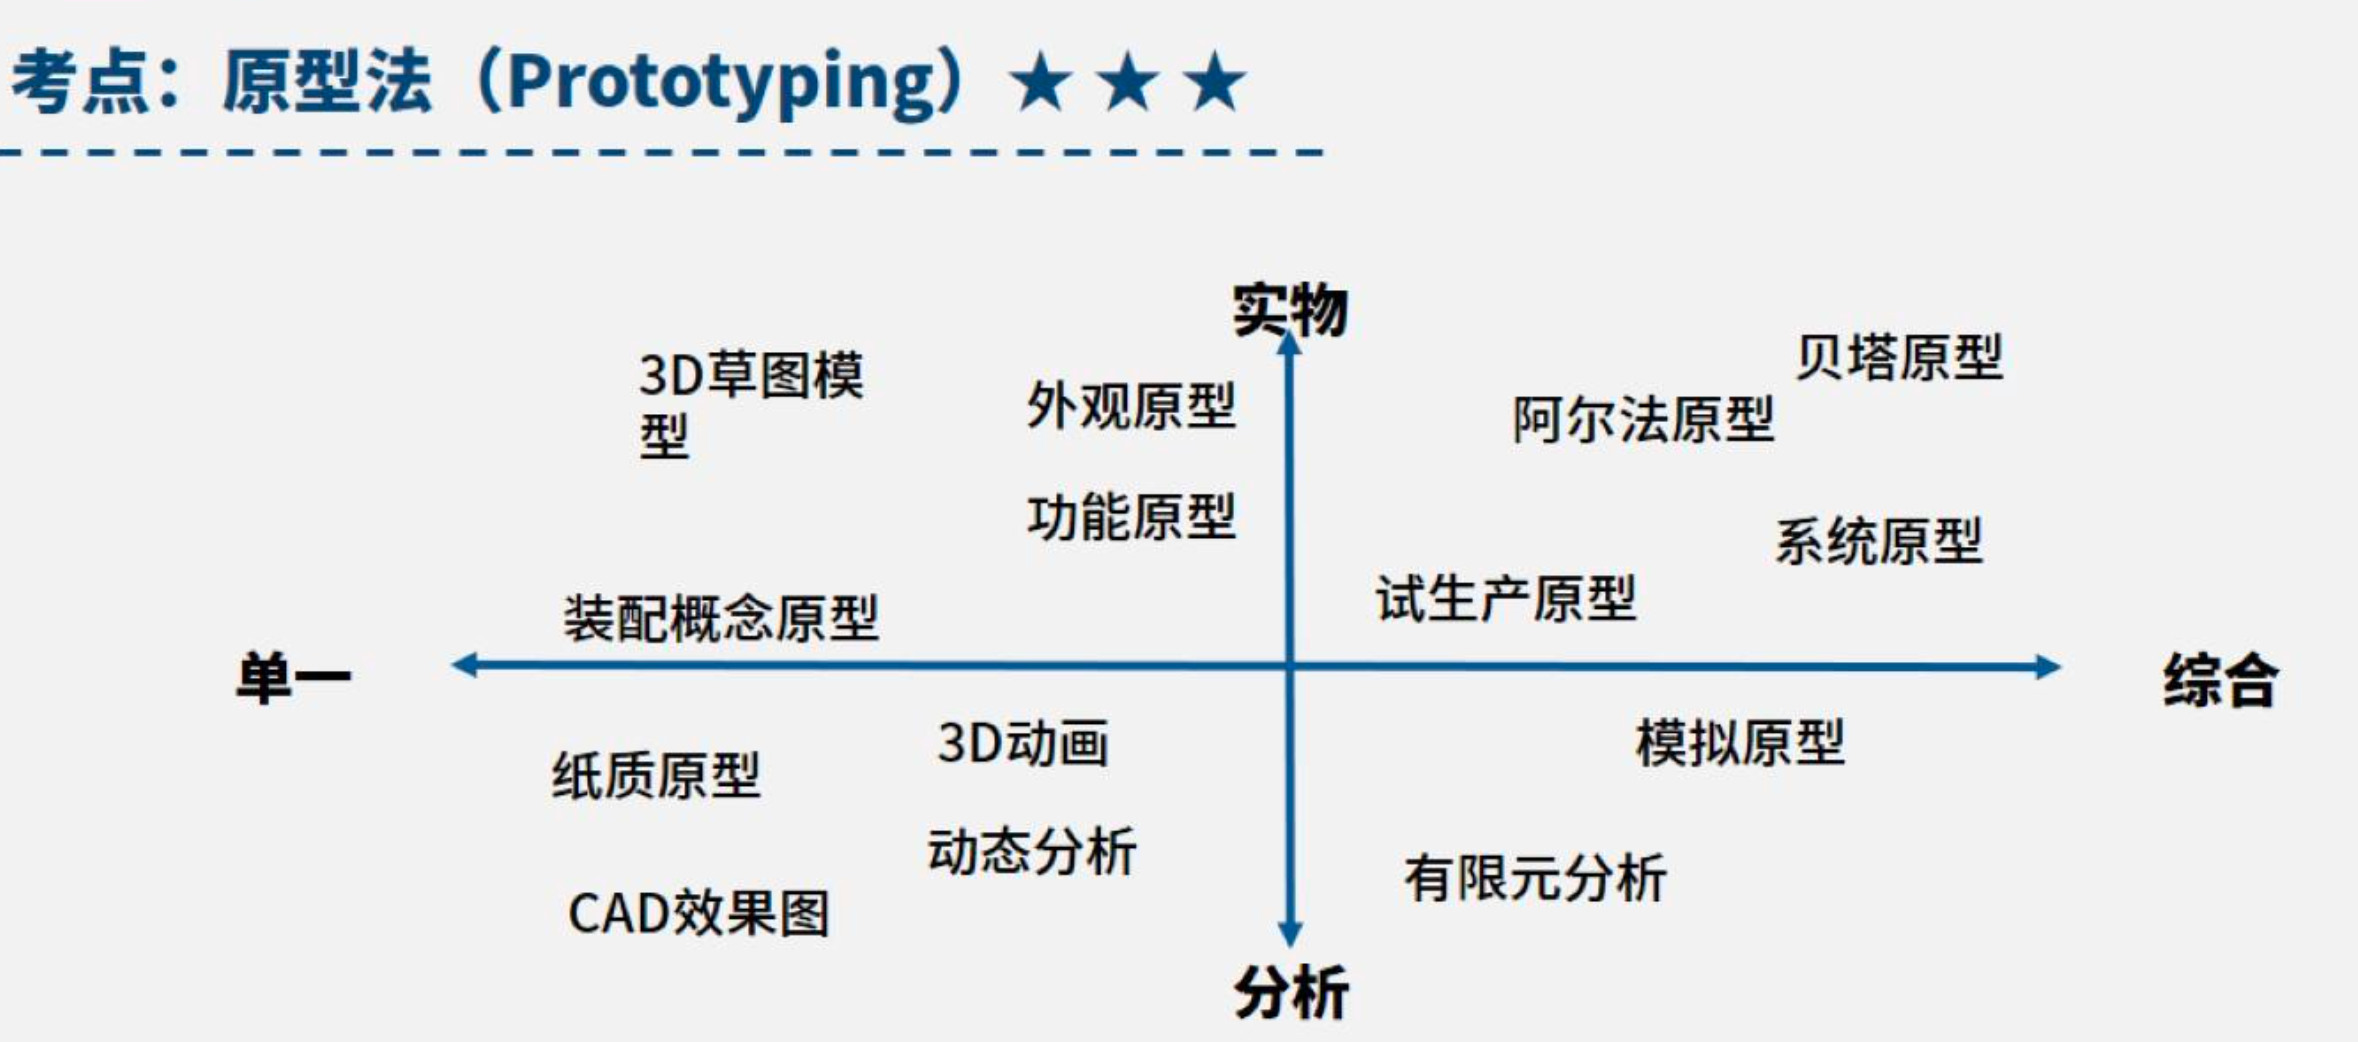 考点：原型法（Prototyping）★★★
实物
3D草图模
型
外观原型
阿尔法原型
贝塔原型
功能原型
系统原型
装配概念原型
试生产原型
单一
综合
纸质原型
3D动画
模拟原型
动态分析
有限元分析
CAD效果图
分析